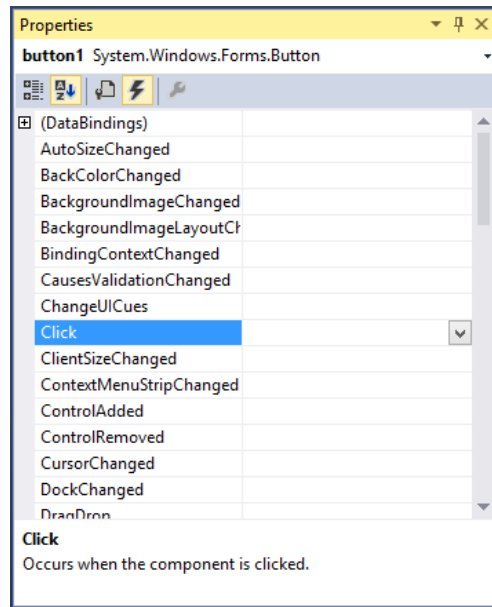 Properties
button1 System.Windows.Forms.Button
(DataBindings)
AutoSizeChanged
BackColorChanged
BackgroundImageChanged
BackgroundImageLayoutCh
BindingContextChanged
CausesValidationChanged
ChangeUICues
Click
ClientSizeChanged
ContextMenuStripChanged
ControlAdded
ControlRemoved
CursorChanged
DockChanged
DragDrop
Click
Occurs when the component is clicked.